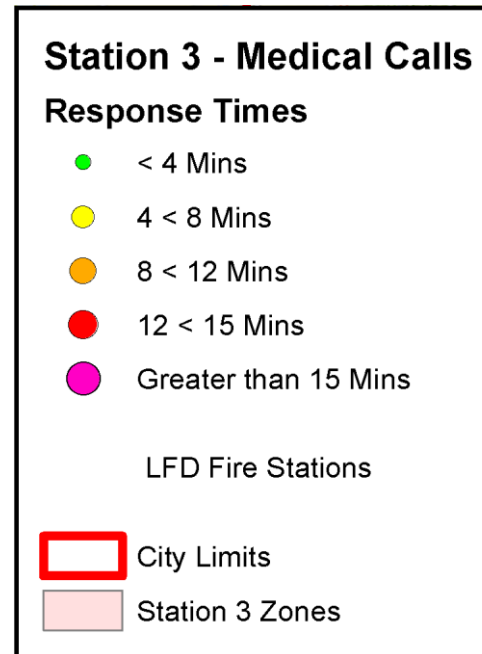 Station 3 - Medical Calls
Response Times
< 4 Mins
4 < 8 Mins
8 < 12 Mins
12 < 15 Mins
Greater than 15 Mins
LFD Fire Stations
City Limits
Station 3 Zones